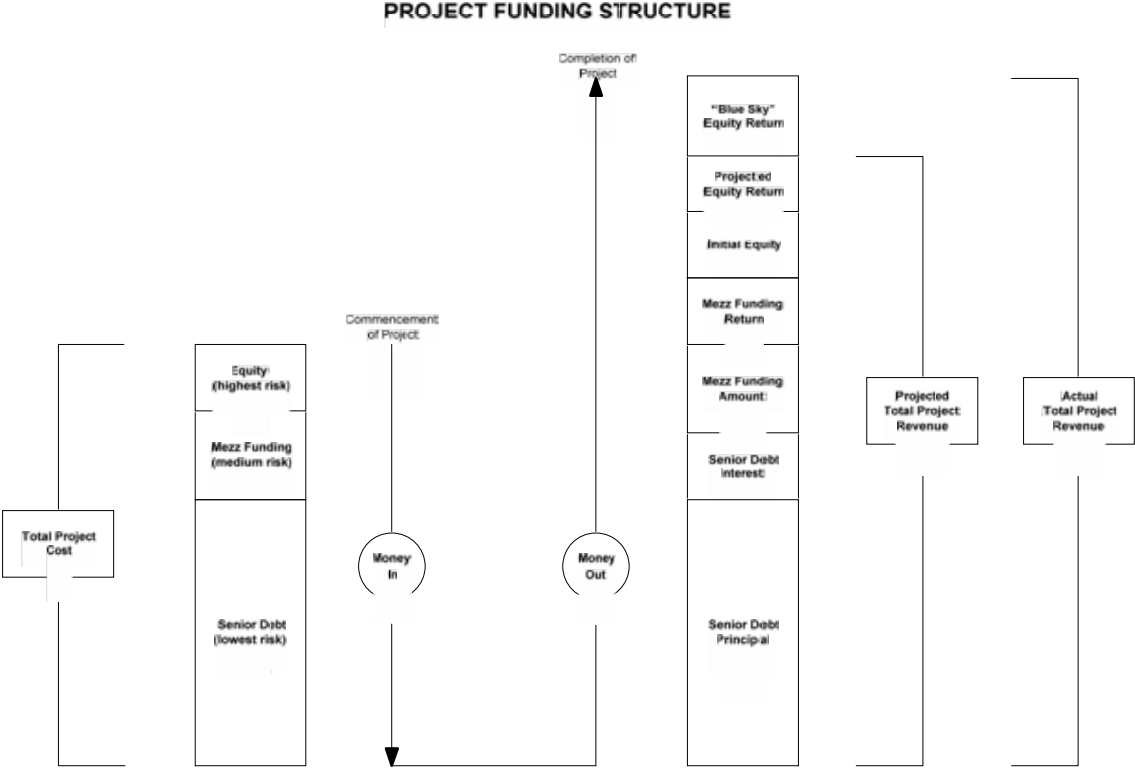 PROJECT FUNDING STRUCTURE
Completion of
Project
"Blue Sky"
Equity Return
Projected
Equity Return
Initial Equity
Mezz Funding
Return
Commencement
of Project
Equity
(highest risk)
Mezz Funding
(medium risk)
Mezz Funding
Amount
Senior Debt
Interest
Projected
Total Project
Revenue
Actual
Total Project
Revenue
Total Project
Cost
Money
In
Money
Out
Senior Debt
(lowest risk)
Senior Debt
Principal